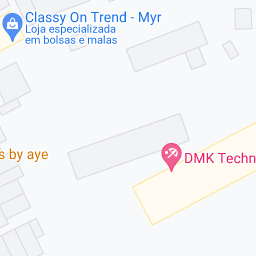 Classy On Trend - Myr
Loja especializada
em bolsas e malas
s by aye
DMK Techn